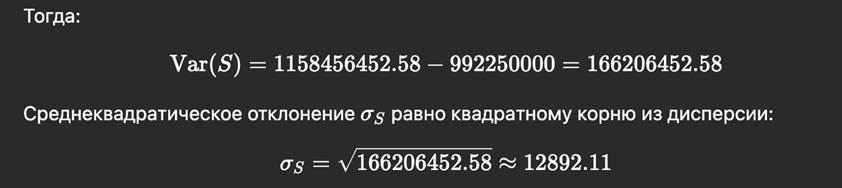 Тогда:
Var(S) = 1158456452.58 − 992250000 = 166206452.58
Среднеквадратическое отклонение σ_S равно квадратному корню из дисперсии:
σ_S = √166206452.58 ≈ 12892.11